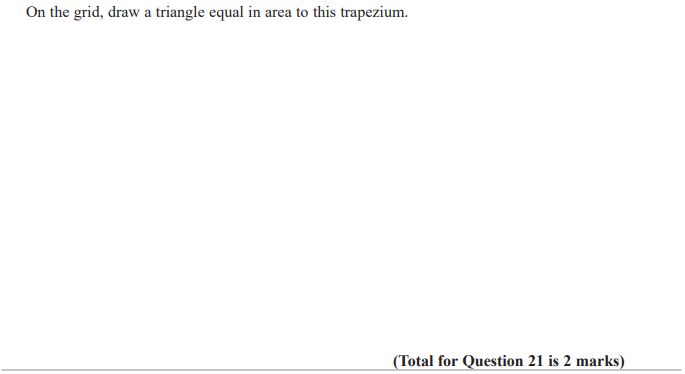 On the grid, draw a triangle equal in area to this trapezium.
(Total for Question 21 is 2 marks)